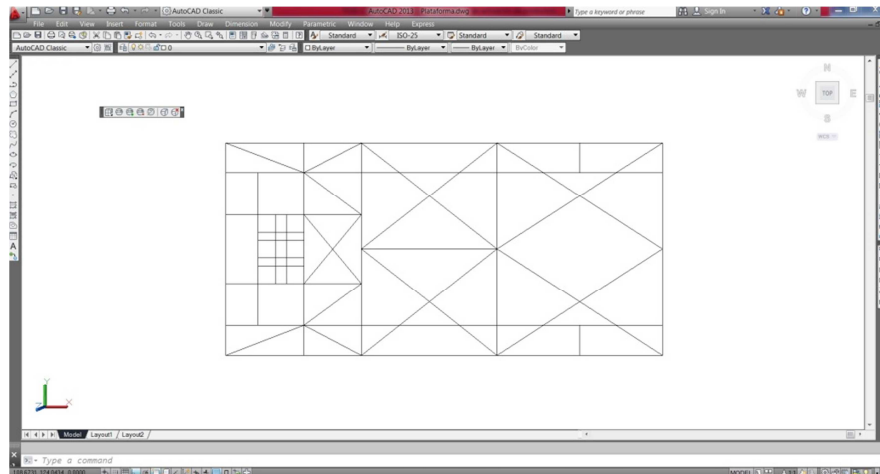 AutoCAD Classic AutoCAD 2013 Plataforma.dwg Type a keyword or phrase Sign In
File Edit View Insert Format Tools Draw Dimension Modify Parametric Window Help Express
Standard ISO-25 Standard Standard
AutoCAD Classic 0 ByLayer ByLayer ByLayer ByColor
N
W TOP E
S
WCS
Y
X
Model Layout1 Layout2
Type a command
MODEL